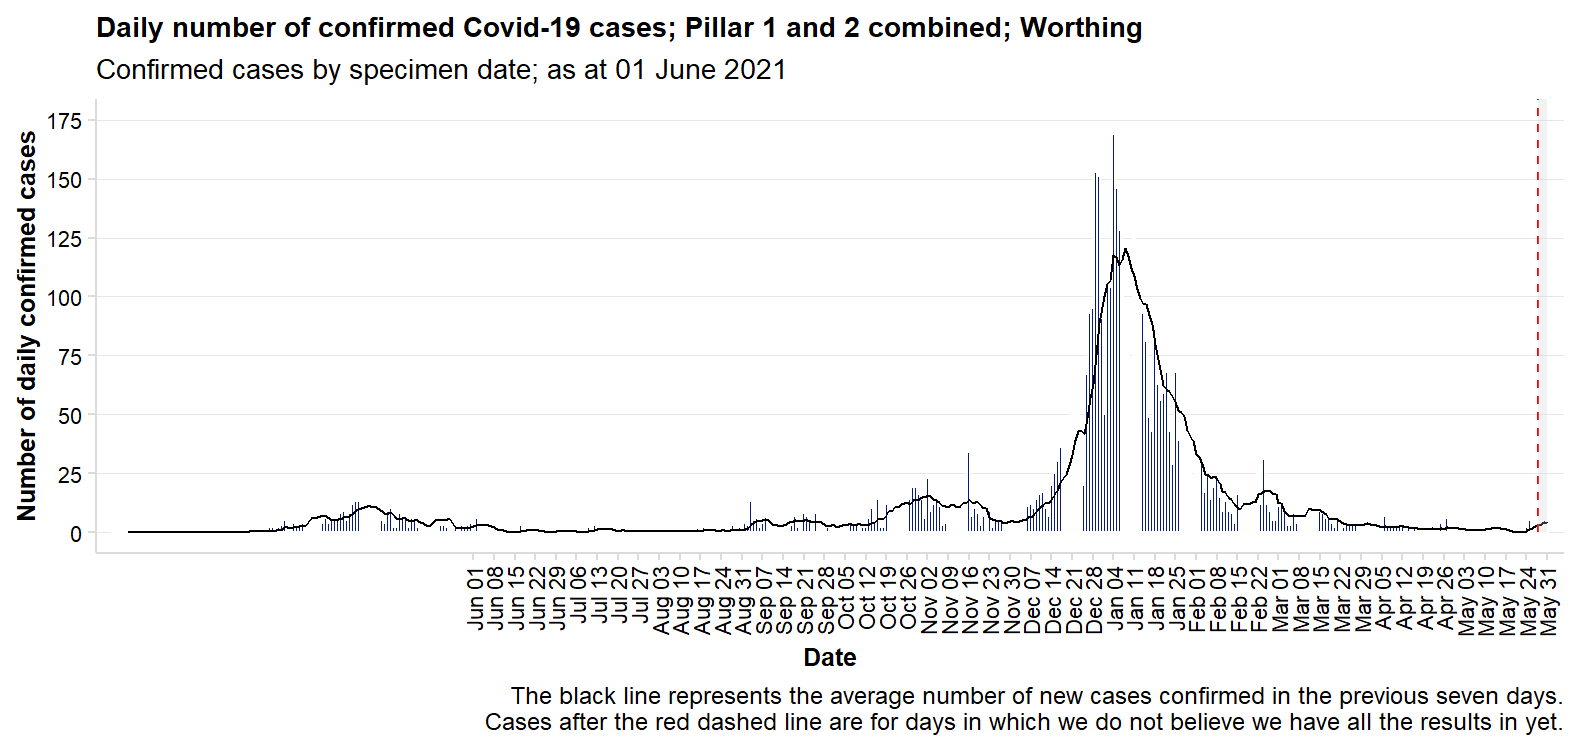 Daily number of confirmed Covid-19 cases; Pillar 1 and 2 combined; Worthing
Confirmed cases by specimen date; as at 01 June 2021
Number of daily confirmed cases
175
150
125
100
75
50
25
0
Jun 01
Jun 08
Jun 15
Jun 22
Jun 29
Jul 06
Jul 13
Jul 20
Jul 27
Aug 03
Aug 10
Aug 17
Aug 24
Aug 31
Sep 07
Sep 14
Sep 21
Sep 28
Oct 05
Oct 12
Oct 19
Oct 26
Nov 02
Nov 09
Nov 16
Nov 23
Nov 30
Dec 07
Dec 14
Dec 21
Dec 28
Jan 04
Jan 11
Jan 18
Jan 25
Feb 01
Feb 08
Feb 15
Feb 22
Mar 01
Mar 08
Mar 15
Mar 22
Mar 29
Apr 05
Apr 12
Apr 19
Apr 26
May 03
May 10
May 17
May 24
May 31
Date
The black line represents the average number of new cases confirmed in the previous seven days.
Cases after the red dashed line are for days in which we do not believe we have all the results in yet.